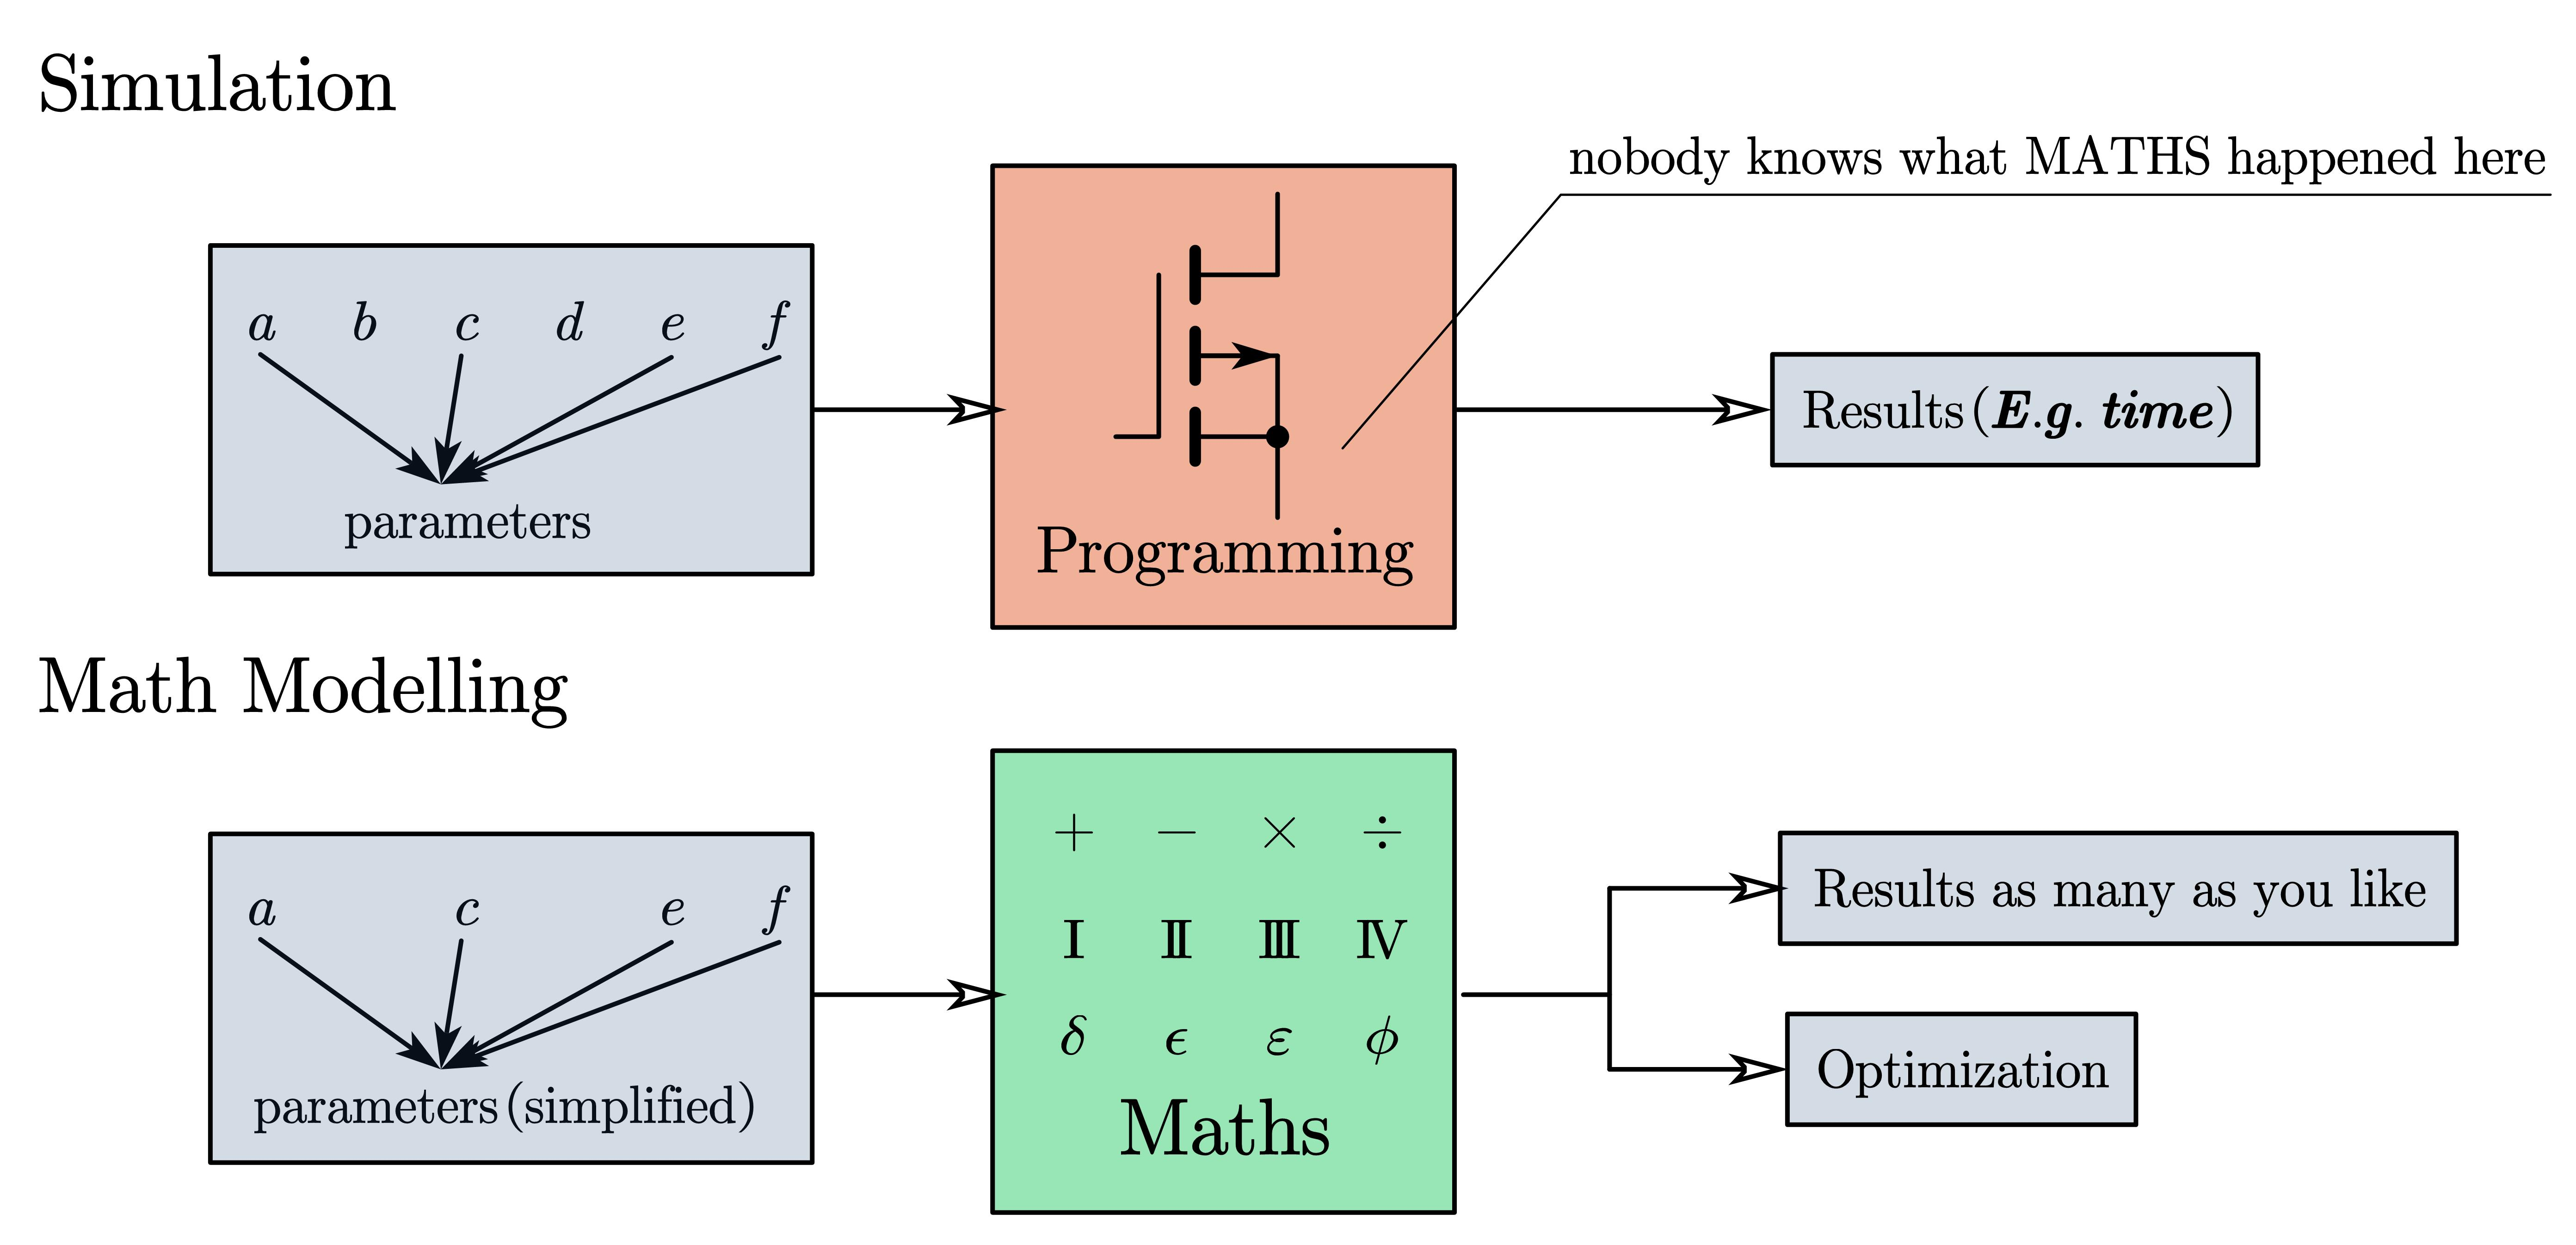 Simulation
nobody knows what MATHS happened here
a b c d e f
parameters
Programming
Results(E.g. time)
Math Modelling
a c e f
parameters(simplified)
+ − × ÷
I II III IV
δ ϵ ε ϕ
Maths
Results as many as you like
Optimization